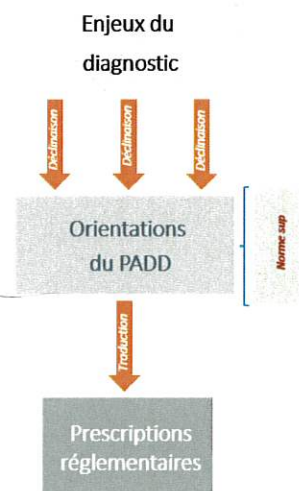 Enjeux du
diagnostic
Déclinaison
Déclinaison
Déclinaison
Orientations
du PADD
Norme sup
Traduction
Prescriptions
réglementaires